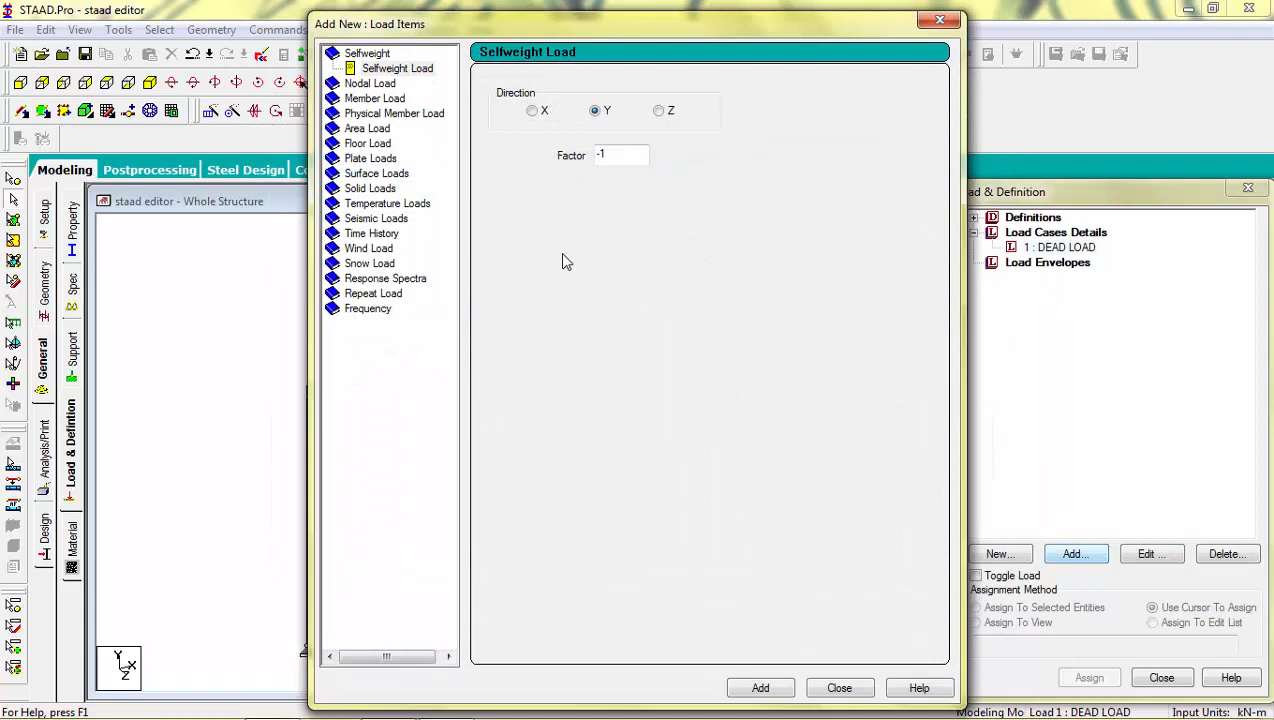 STAAD.Pro - staad editor
File Edit View Tools Select Geometry Commands
Modeling Postprocessing Steel Design
staad editor - Whole Structure
Setup
Geometry
General
Analysis/Print
Design
Property
Spec
Support
Load & Defintion
Material
Y
X
Z
Add New : Load Items
Selfweight
Selfweight Load
Nodal Load
Member Load
Physical Member Load
Area Load
Floor Load
Plate Loads
Surface Loads
Solid Loads
Temperature Loads
Seismic Loads
Time History
Wind Load
Snow Load
Response Spectra
Repeat Load
Frequency
Selfweight Load
Direction
X Y Z
Factor -1
Add Close Help
& Definition
Definitions
Load Cases Details
1 : DEAD LOAD
Load Envelopes
New... Add... Edit ... Delete...
Toggle Load
Assignment Method
Assign To Selected Entities Use Cursor To Assign
Assign To View Assign To Edit List
Assign Close Help
For Help, press F1 Modeling Mo Load 1 : DEAD LOAD Input Units: kN-m